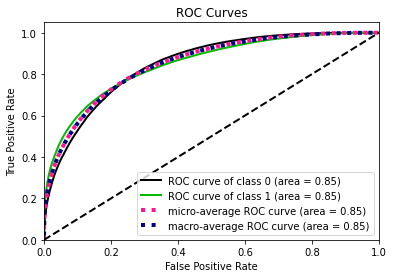 ROC Curves
True Positive Rate
1.0
0.8
0.6
0.4
0.2
0.0
ROC curve of class 0 (area = 0.85)
ROC curve of class 1 (area = 0.85)
micro-average ROC curve (area = 0.85)
macro-average ROC curve (area = 0.85)
0.0 0.2 0.4 0.6 0.8 1.0
False Positive Rate